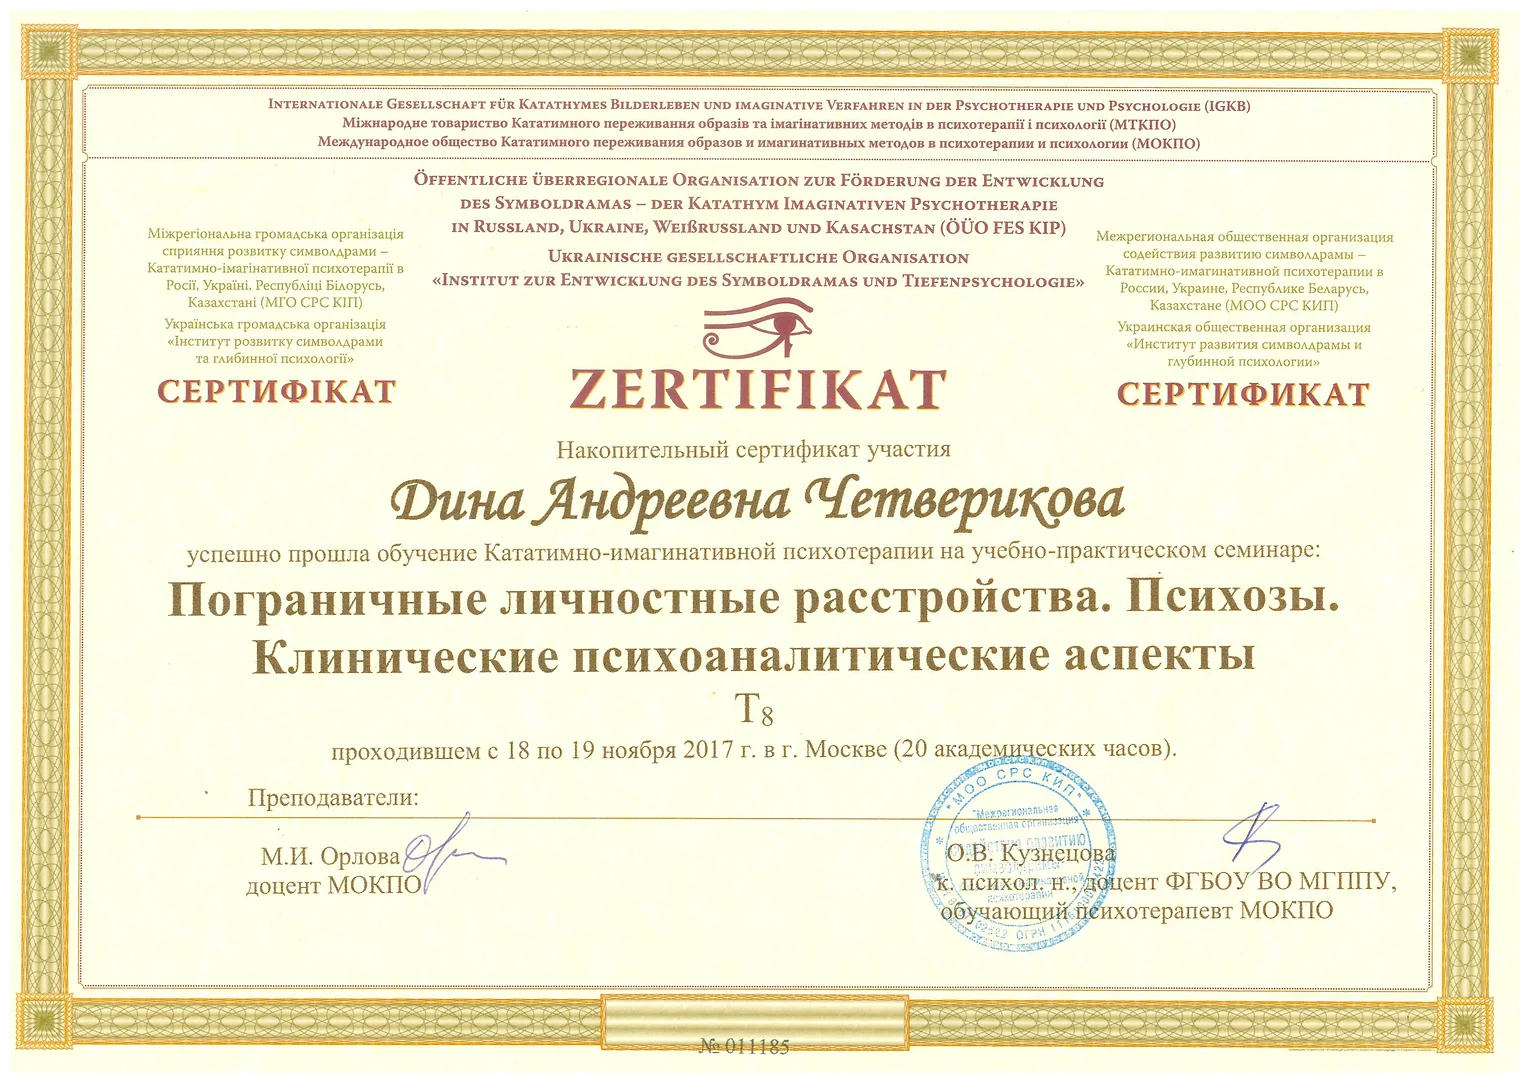 Internationale Gesellschaft für Katathymes Bilderleben und imaginative Verfahren in der Psychotherapie und Psychologie (IGKB)
Міжнародне товариство Кататимного переживання образів та імагінативних методів в психотерапії і психології (МТКПО)
Международное общество Кататимного переживания образов и имагинативных методов в психотерапии и психологии (МОКПО)
Öffentliche überregionale Organisation zur Förderung der Entwicklung
des Symboldramas – der Katathym Imaginativen Psychotherapie
in Russland, Ukraine, Weißrussland und Kasachstan (ÖÜO FES KIP)
Ukrainische gesellschaftliche Organisation
«Institut zur Entwicklung des Symboldramas und Tiefenpsychologie»
Міжрегіональна громадська організація
сприяння розвитку символдрами –
Кататимно-імагінативної психотерапії в
Росії, Україні, Республіці Білорусь,
Казахстані (МГО СРС КІП)
Українська громадська організація
«Інститут розвитку символдрами
та глибинної психології»
СЕРТИФІКАТ
ZERTIFIKAT
Межрегиональная общественная организация
содействия развитию символдрамы –
Кататимно-имагинативной психотерапии в
России, Украине, Республике Беларусь,
Казахстане (МОО СРС КИП)
Украинская общественная организация
«Институт развития символдрамы и
глубинной психологии»
СЕРТИФИКАТ
Накопительный сертификат участия
Дина Андреевна Четверикова
успешно прошла обучение Кататимно-имагинативной психотерапии на учебно-практическом семинаре:
Пограничные личностные расстройства. Психозы.
Клинические психоаналитические аспекты
Т8
проходившем с 18 по 19 ноября 2017 г. в г. Москве (20 академических часов).
Преподаватели:
М.И. Орлова
доцент МОКПО
О.В. Кузнецова
к. психол. н., доцент ФГБОУ ВО МГППУ,
обучающий психотерапевт МОКПО
"МОО СРС КИП"
"Межрегиональная
общественная организация
РАЗВИТИЮ
психотерапии
ОГРН
№ 011185